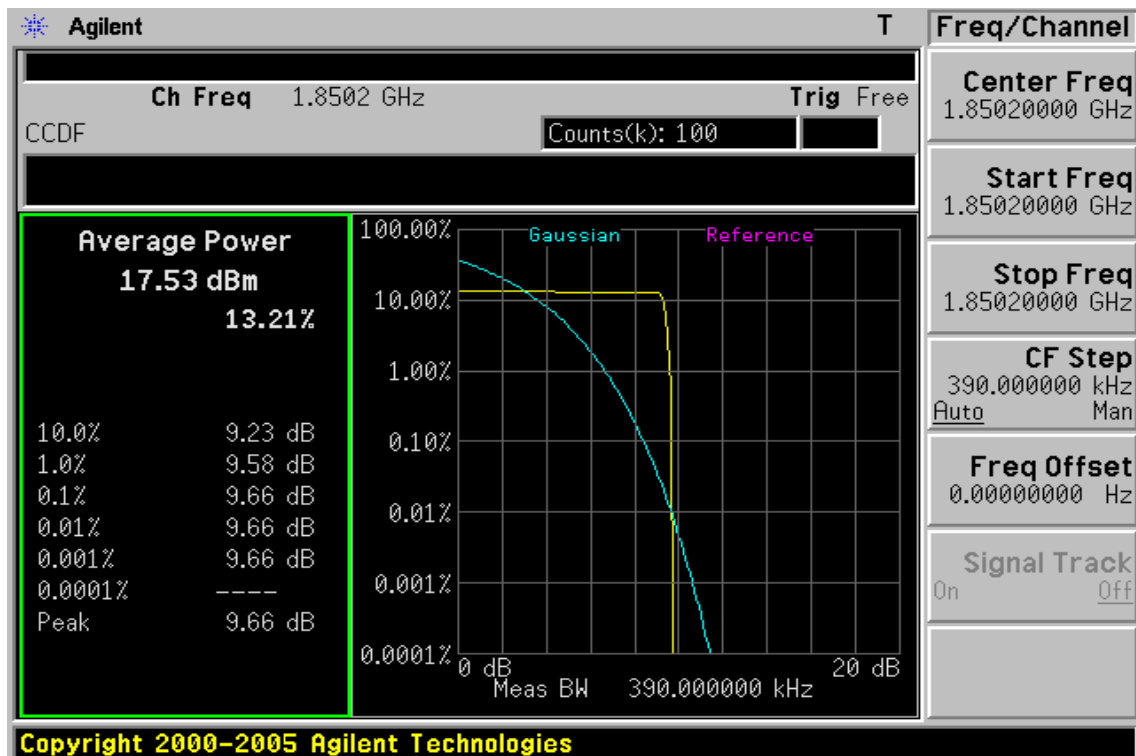 Agilent T
Ch Freq 1.8502 GHz Trig Free
CCDF Counts(k): 100
Average Power
17.53 dBm
13.21%
10.0% 9.23 dB
1.0% 9.58 dB
0.1% 9.66 dB
0.01% 9.66 dB
0.001% 9.66 dB
0.0001% ----
Peak 9.66 dB
Gaussian Reference
100.00%
10.00%
1.00%
0.10%
0.01%
0.001%
0.0001%
0 dB 20 dB
Meas BW 390.000000 kHz
Freq/Channel
Center Freq
1.85020000 GHz
Start Freq
1.85020000 GHz
Stop Freq
1.85020000 GHz
CF Step
390.000000 kHz
Auto Man
Freq Offset
0.00000000 Hz
Signal Track
On Off
Copyright 2000-2005 Agilent Technologies